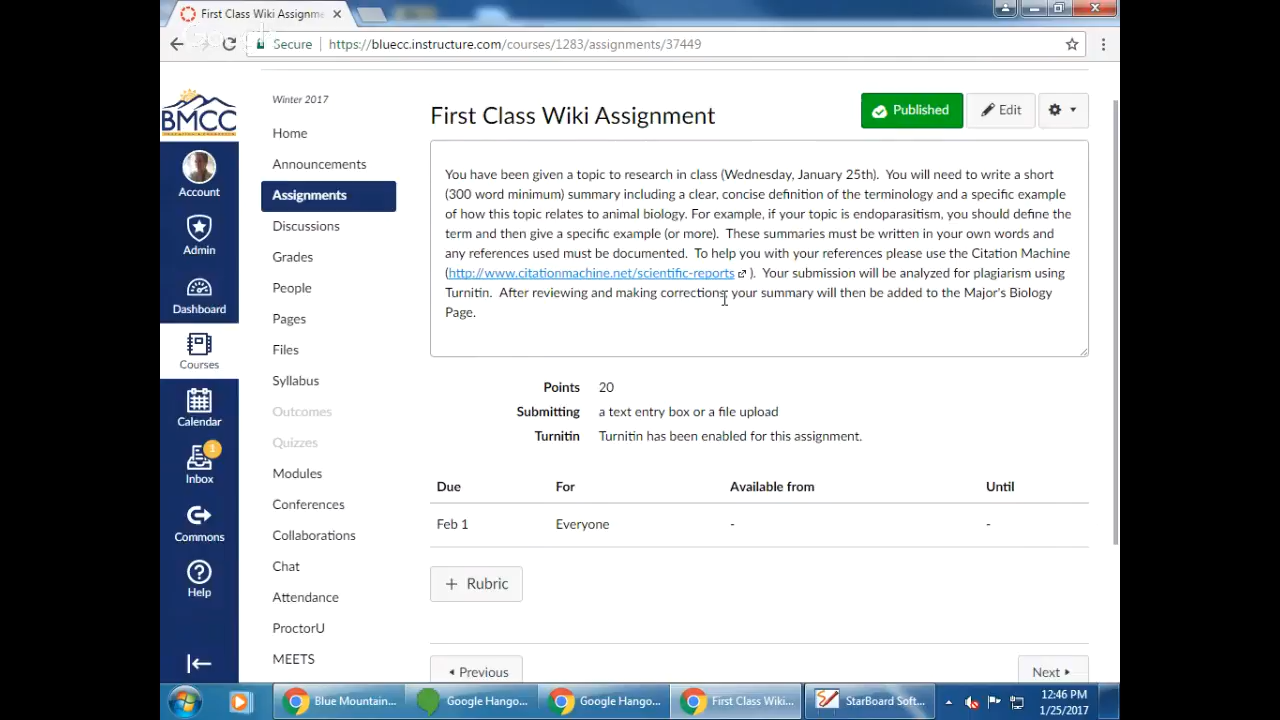 First Class Wiki Assignm
Google
Secure
https://bluecc.instructure.com/courses/1283/assignments/37449
BMCC
Account
Admin
Dashboard
Courses
Calendar
1
Inbox
Commons
Help
Winter 2017
Home
Announcements
Assignments
Discussions
Grades
People
Pages
Files
Syllabus
Outcomes
Quizzes
Modules
Conferences
Collaborations
Chat
Attendance
ProctorU
MEETS
First Class Wiki Assignment
Published
Edit
You have been given a topic to research in class (Wednesday, January 25th). You will need to write a short
(300 word minimum) summary including a clear, concise definition of the terminology and a specific example
of how this topic relates to animal biology. For example, if your topic is endoparasitism, you should define the
term and then give a specific example (or more). These summaries must be written in your own words and
any references used must be documented. To help you with your references please use the Citation Machine
(http://www.citationmachine.net/scientific-reports ). Your submission will be analyzed for plagiarism using
Turnitin. After reviewing and making corrections, your summary will then be added to the Major's Biology
Page.
Points 20
Submitting a text entry box or a file upload
Turnitin Turnitin has been enabled for this assignment.
Due For Available from Until
Feb 1 Everyone - -
+ Rubric
Previous
Next
Blue Mountain...
Google Hango...
Google Hango...
First Class Wiki...
StarBoard Soft...
12:46 PM
1/25/2017